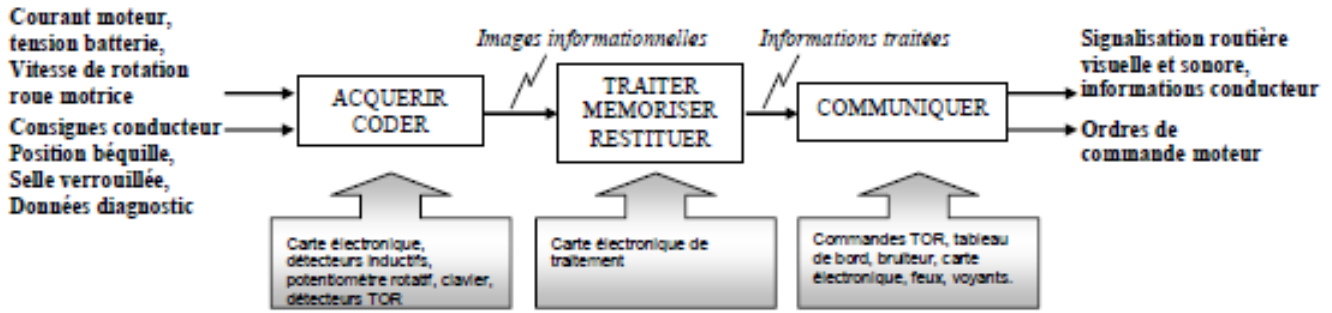 Courant moteur,
tension batterie,
Vitesse de rotation
roue motrice
Consignes conducteur
Position béquille,
Selle verrouillée,
Données diagnostic
ACQUERIR
CODER
Images informationnelles
TRAITER
MEMORISER
RESTITUER
Informations traitées
COMMUNIQUER
Signalisation routière
visuelle et sonore,
informations conducteur
Ordres de
commande moteur
Carte électronique,
détecteurs inductifs,
potentiomètre rotatif, clavier,
détecteurs TOR
Carte électronique de
traitement
Commandes TOR, tableau
de bord, bruiteur, carte
électronique, feux, voyants.